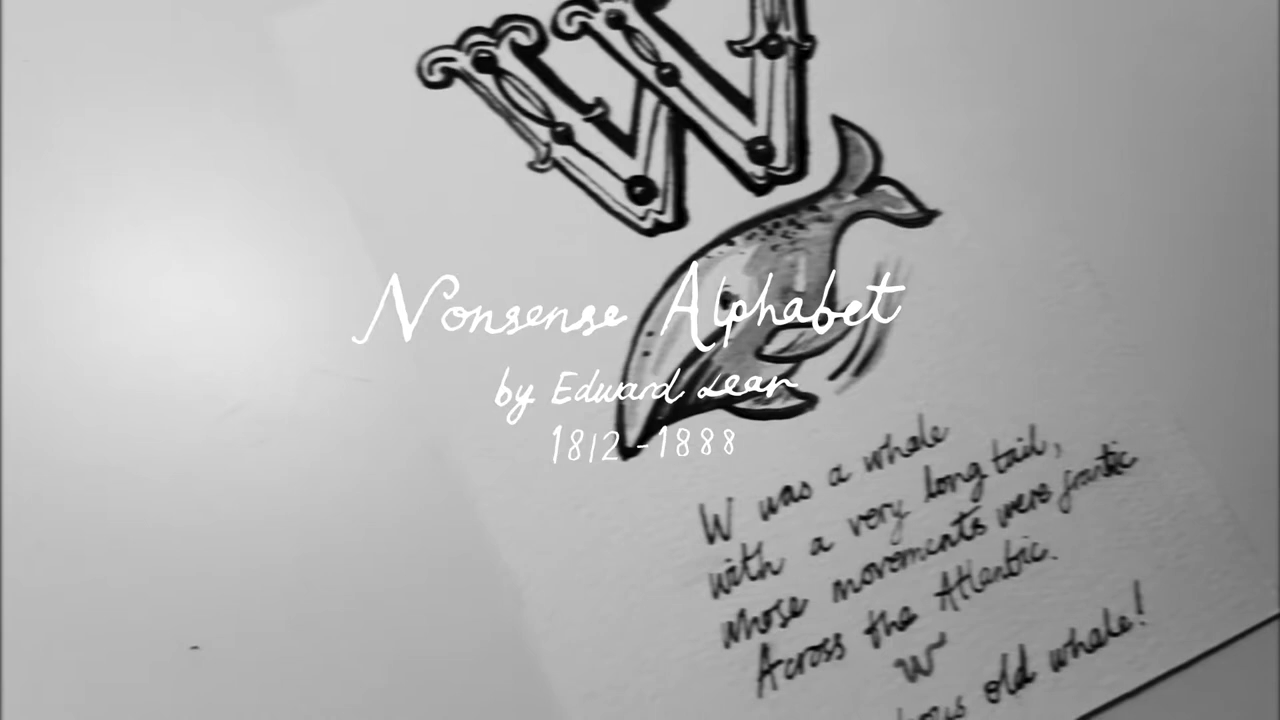 W
Nonsense Alphabet
by Edward Lear
1812-1888
W was a whale
with a very long tail,
whose movements were frantic
Across the Atlantic.
W
old whale!